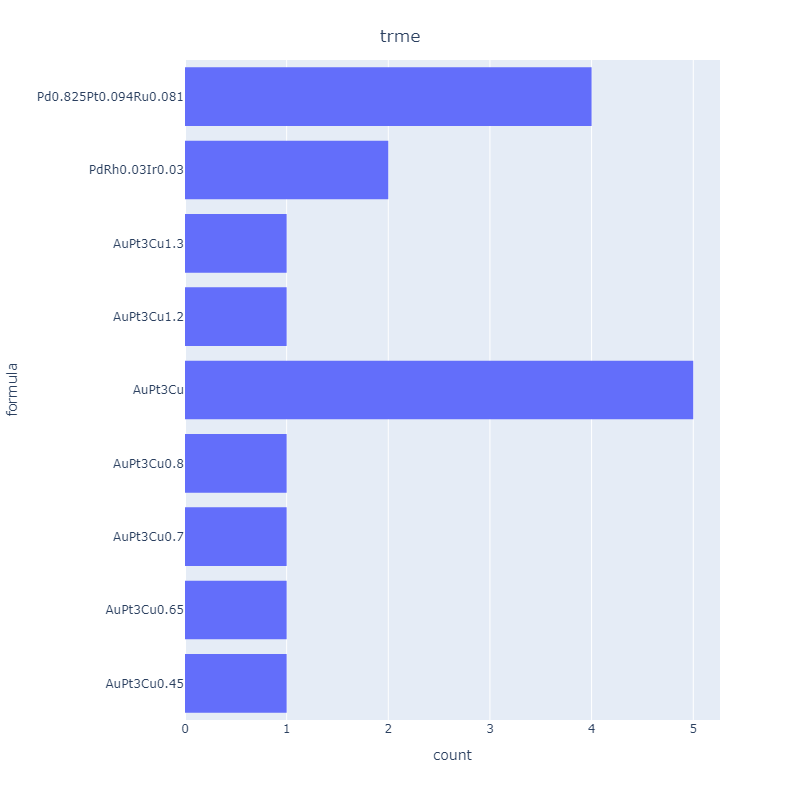 trme
Pd0.825Pt0.094Ru0.081
PdRh0.03Ir0.03
AuPt3Cu1.3
AuPt3Cu1.2
AuPt3Cu
AuPt3Cu0.8
AuPt3Cu0.7
AuPt3Cu0.65
AuPt3Cu0.45
formula
0 1 2 3 4 5
count